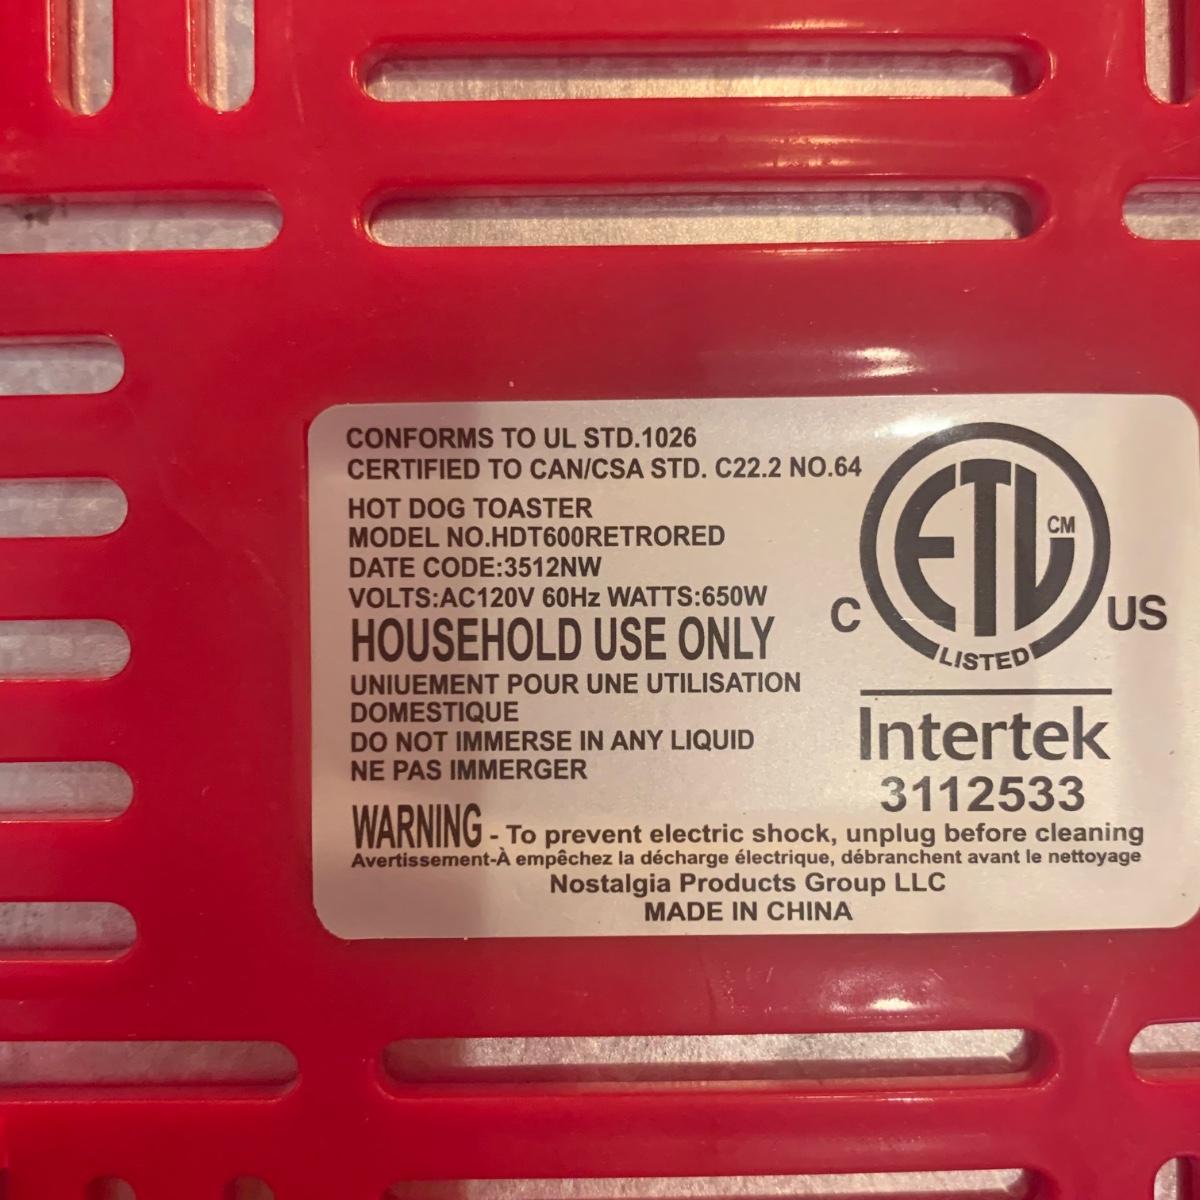 CONFORMS TO UL STD.1026
CERTIFIED TO CAN/CSA STD. C22.2 NO.64
HOT DOG TOASTER
MODEL NO.HDT600RETRORED
DATE CODE:3512NW
VOLTS:AC120V 60Hz WATTS:650W
HOUSEHOLD USE ONLY
UNIUEMENT POUR UNE UTILISATION
DOMESTIQUE
DO NOT IMMERSE IN ANY LIQUID
NE PAS IMMERGER
ETL CM
C US
LISTED
Intertek
3112533
WARNING - To prevent electric shock, unplug before cleaning
Avertissement-À empêchez la décharge électrique, débranchent avant le nettoyage
Nostalgia Products Group LLC
MADE IN CHINA